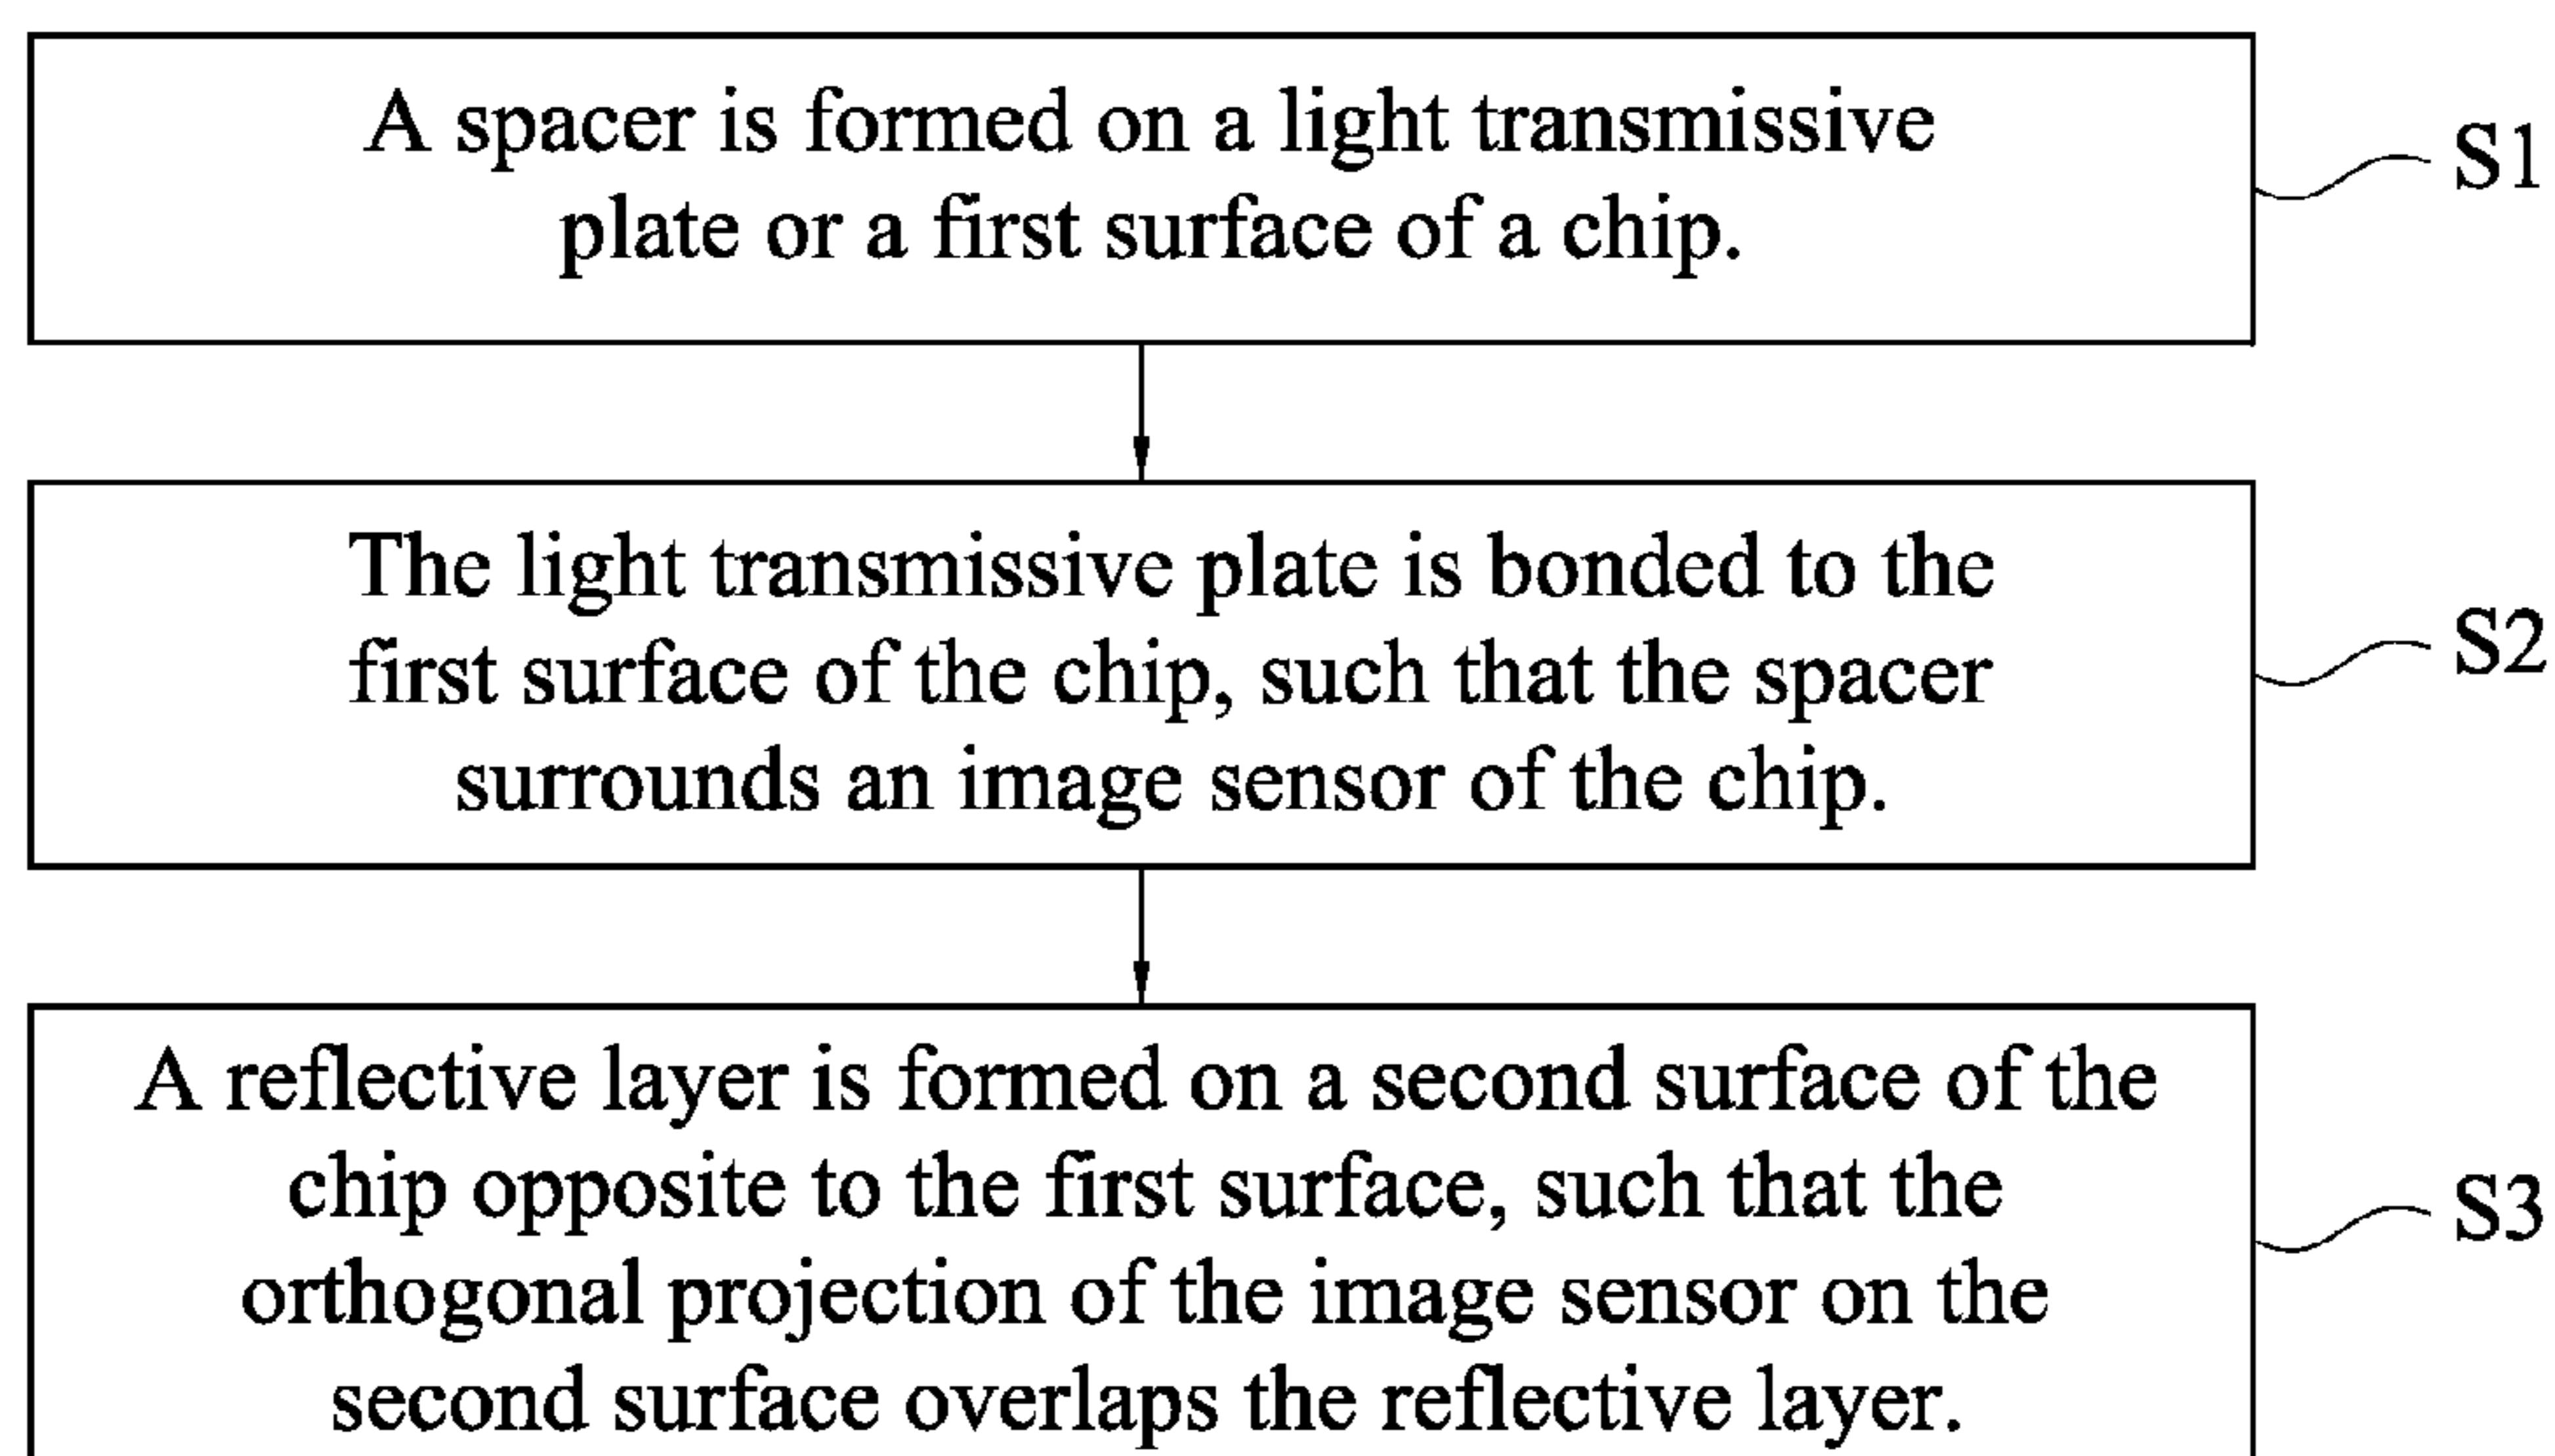 A spacer is formed on a light transmissive
plate or a first surface of a chip.
S1
The light transmissive plate is bonded to the
first surface of the chip, such that the spacer
surrounds an image sensor of the chip.
S2
A reflective layer is formed on a second surface of the
chip opposite to the first surface, such that the
orthogonal projection of the image sensor on the
second surface overlaps the reflective layer.
S3